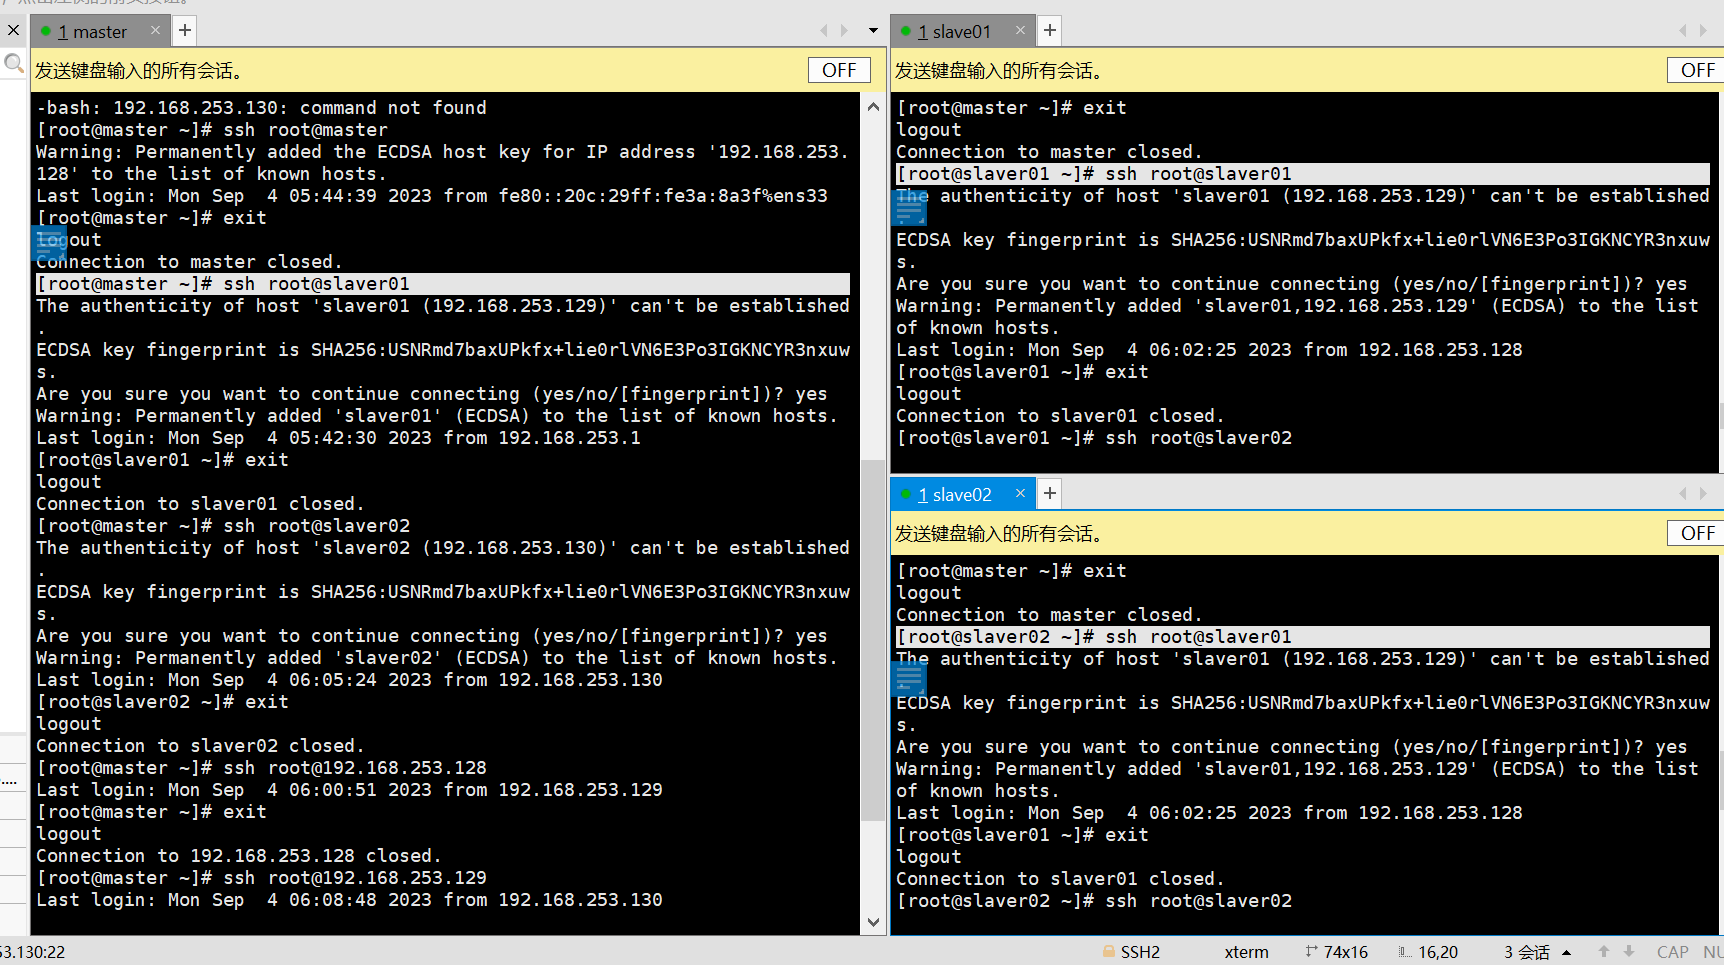 1 master
发送键盘输入的所有会话。
OFF
-bash: 192.168.253.130: command not found
[root@master ~]# ssh root@master
Warning: Permanently added the ECDSA host key for IP address '192.168.253.
128' to the list of known hosts.
Last login: Mon Sep  4 05:44:39 2023 from fe80::20c:29ff:fe3a:8a3f%ens33
[root@master ~]# exit
logout
Connection to master closed.
[root@master ~]# ssh root@slaver01
The authenticity of host 'slaver01 (192.168.253.129)' can't be established
.
ECDSA key fingerprint is SHA256:USNRmd7baxUPkfx+lie0rlVN6E3Po3IGKNCYR3nxuw
s.
Are you sure you want to continue connecting (yes/no/[fingerprint])? yes
Warning: Permanently added 'slaver01' (ECDSA) to the list of known hosts.
Last login: Mon Sep  4 05:42:30 2023 from 192.168.253.1
[root@slaver01 ~]# exit
logout
Connection to slaver01 closed.
[root@master ~]# ssh root@slaver02
The authenticity of host 'slaver02 (192.168.253.130)' can't be established
.
ECDSA key fingerprint is SHA256:USNRmd7baxUPkfx+lie0rlVN6E3Po3IGKNCYR3nxuw
s.
Are you sure you want to continue connecting (yes/no/[fingerprint])? yes
Warning: Permanently added 'slaver02' (ECDSA) to the list of known hosts.
Last login: Mon Sep  4 06:05:24 2023 from 192.168.253.130
[root@slaver02 ~]# exit
logout
Connection to slaver02 closed.
[root@master ~]# ssh root@192.168.253.128
Last login: Mon Sep  4 06:00:51 2023 from 192.168.253.129
[root@master ~]# exit
logout
Connection to 192.168.253.128 closed.
[root@master ~]# ssh root@192.168.253.129
Last login: Mon Sep  4 06:08:48 2023 from 192.168.253.130
1 slave01
发送键盘输入的所有会话。
OFF
[root@master ~]# exit
logout
Connection to master closed.
[root@slaver01 ~]# ssh root@slaver01
The authenticity of host 'slaver01 (192.168.253.129)' can't be established
ECDSA key fingerprint is SHA256:USNRmd7baxUPkfx+lie0rlVN6E3Po3IGKNCYR3nxuw
s.
Are you sure you want to continue connecting (yes/no/[fingerprint])? yes
Warning: Permanently added 'slaver01,192.168.253.129' (ECDSA) to the list
of known hosts.
Last login: Mon Sep  4 06:02:25 2023 from 192.168.253.128
[root@slaver01 ~]# exit
logout
Connection to slaver01 closed.
[root@slaver01 ~]# ssh root@slaver02
1 slave02
发送键盘输入的所有会话。
OFF
[root@master ~]# exit
logout
Connection to master closed.
[root@slaver02 ~]# ssh root@slaver01
The authenticity of host 'slaver01 (192.168.253.129)' can't be established
ECDSA key fingerprint is SHA256:USNRmd7baxUPkfx+lie0rlVN6E3Po3IGKNCYR3nxuw
s.
Are you sure you want to continue connecting (yes/no/[fingerprint])? yes
Warning: Permanently added 'slaver01,192.168.253.129' (ECDSA) to the list
of known hosts.
Last login: Mon Sep  4 06:02:25 2023 from 192.168.253.128
[root@slaver01 ~]# exit
logout
Connection to slaver01 closed.
[root@slaver02 ~]# ssh root@slaver02
53.130:22
SSH2
xterm
74x16
16,20
3 会话
CAP
NU